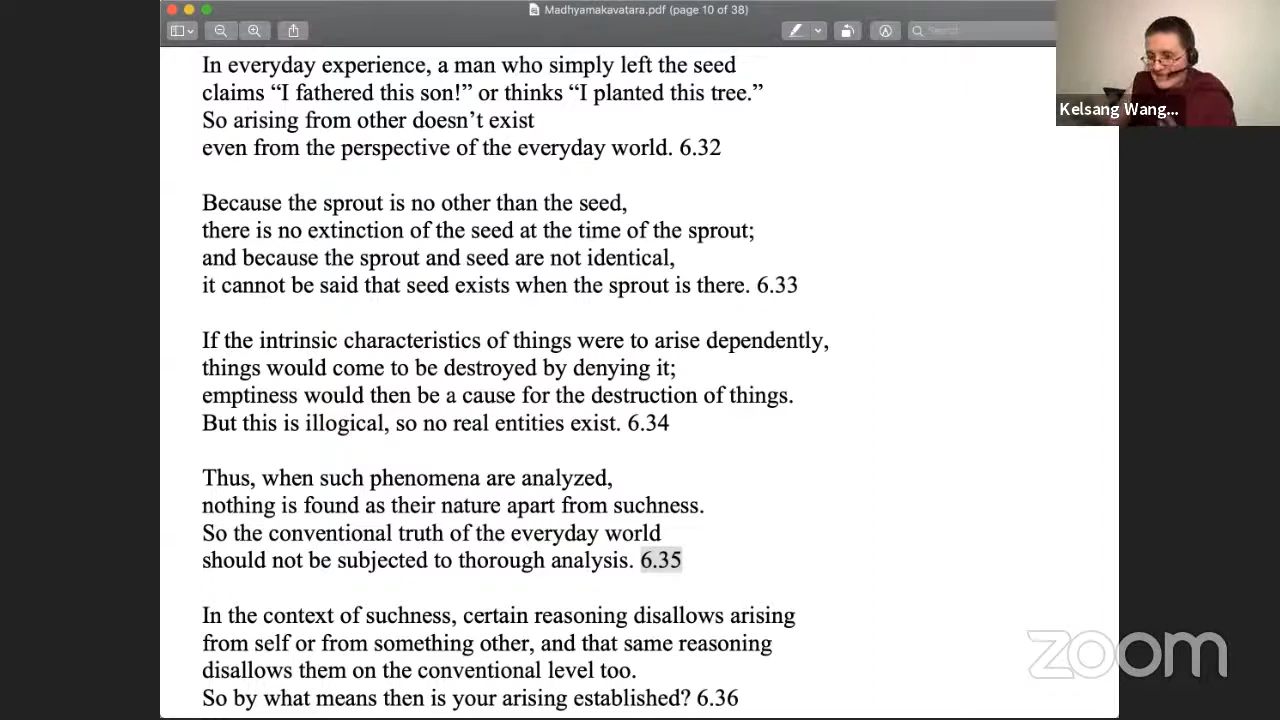 Madhyamakavatara.pdf (page 10 of 38)
Search
In everyday experience, a man who simply left the seed
claims “I fathered this son!” or thinks “I planted this tree.”
So arising from other doesn’t exist
even from the perspective of the everyday world. 6.32
Because the sprout is no other than the seed,
there is no extinction of the seed at the time of the sprout;
and because the sprout and seed are not identical,
it cannot be said that seed exists when the sprout is there. 6.33
If the intrinsic characteristics of things were to arise dependently,
things would come to be destroyed by denying it;
emptiness would then be a cause for the destruction of things.
But this is illogical, so no real entities exist. 6.34
Thus, when such phenomena are analyzed,
nothing is found as their nature apart from suchness.
So the conventional truth of the everyday world
should not be subjected to thorough analysis. 6.35
In the context of suchness, certain reasoning disallows arising
from self or from something other, and that same reasoning
disallows them on the conventional level too.
So by what means then is your arising established? 6.36
Kelsang Wang...
zoom